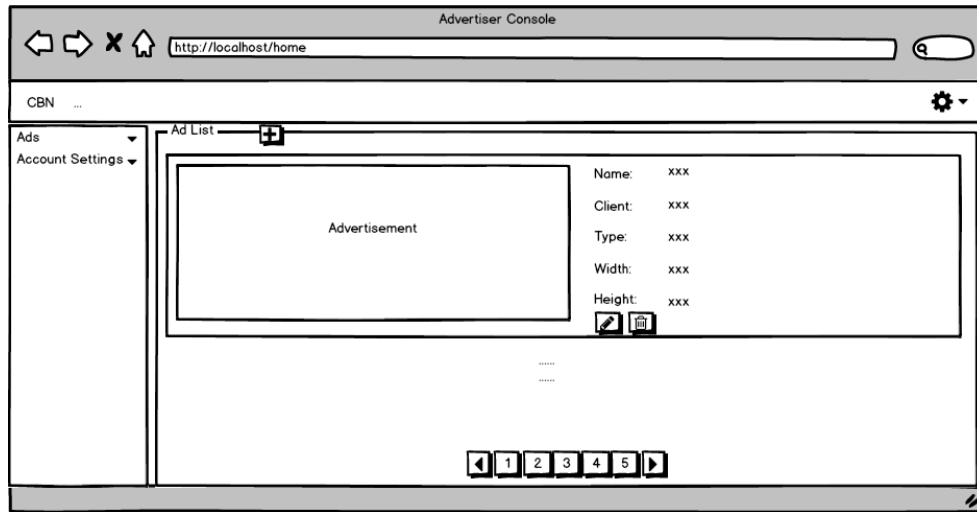 Advertiser Console
http://localhost/home
CBN ...
Ads
Account Settings
Ad List
Advertisement
Name: xxx
Client: xxx
Type: xxx
Width: xxx
Height: xxx
......
......
1 2 3 4 5